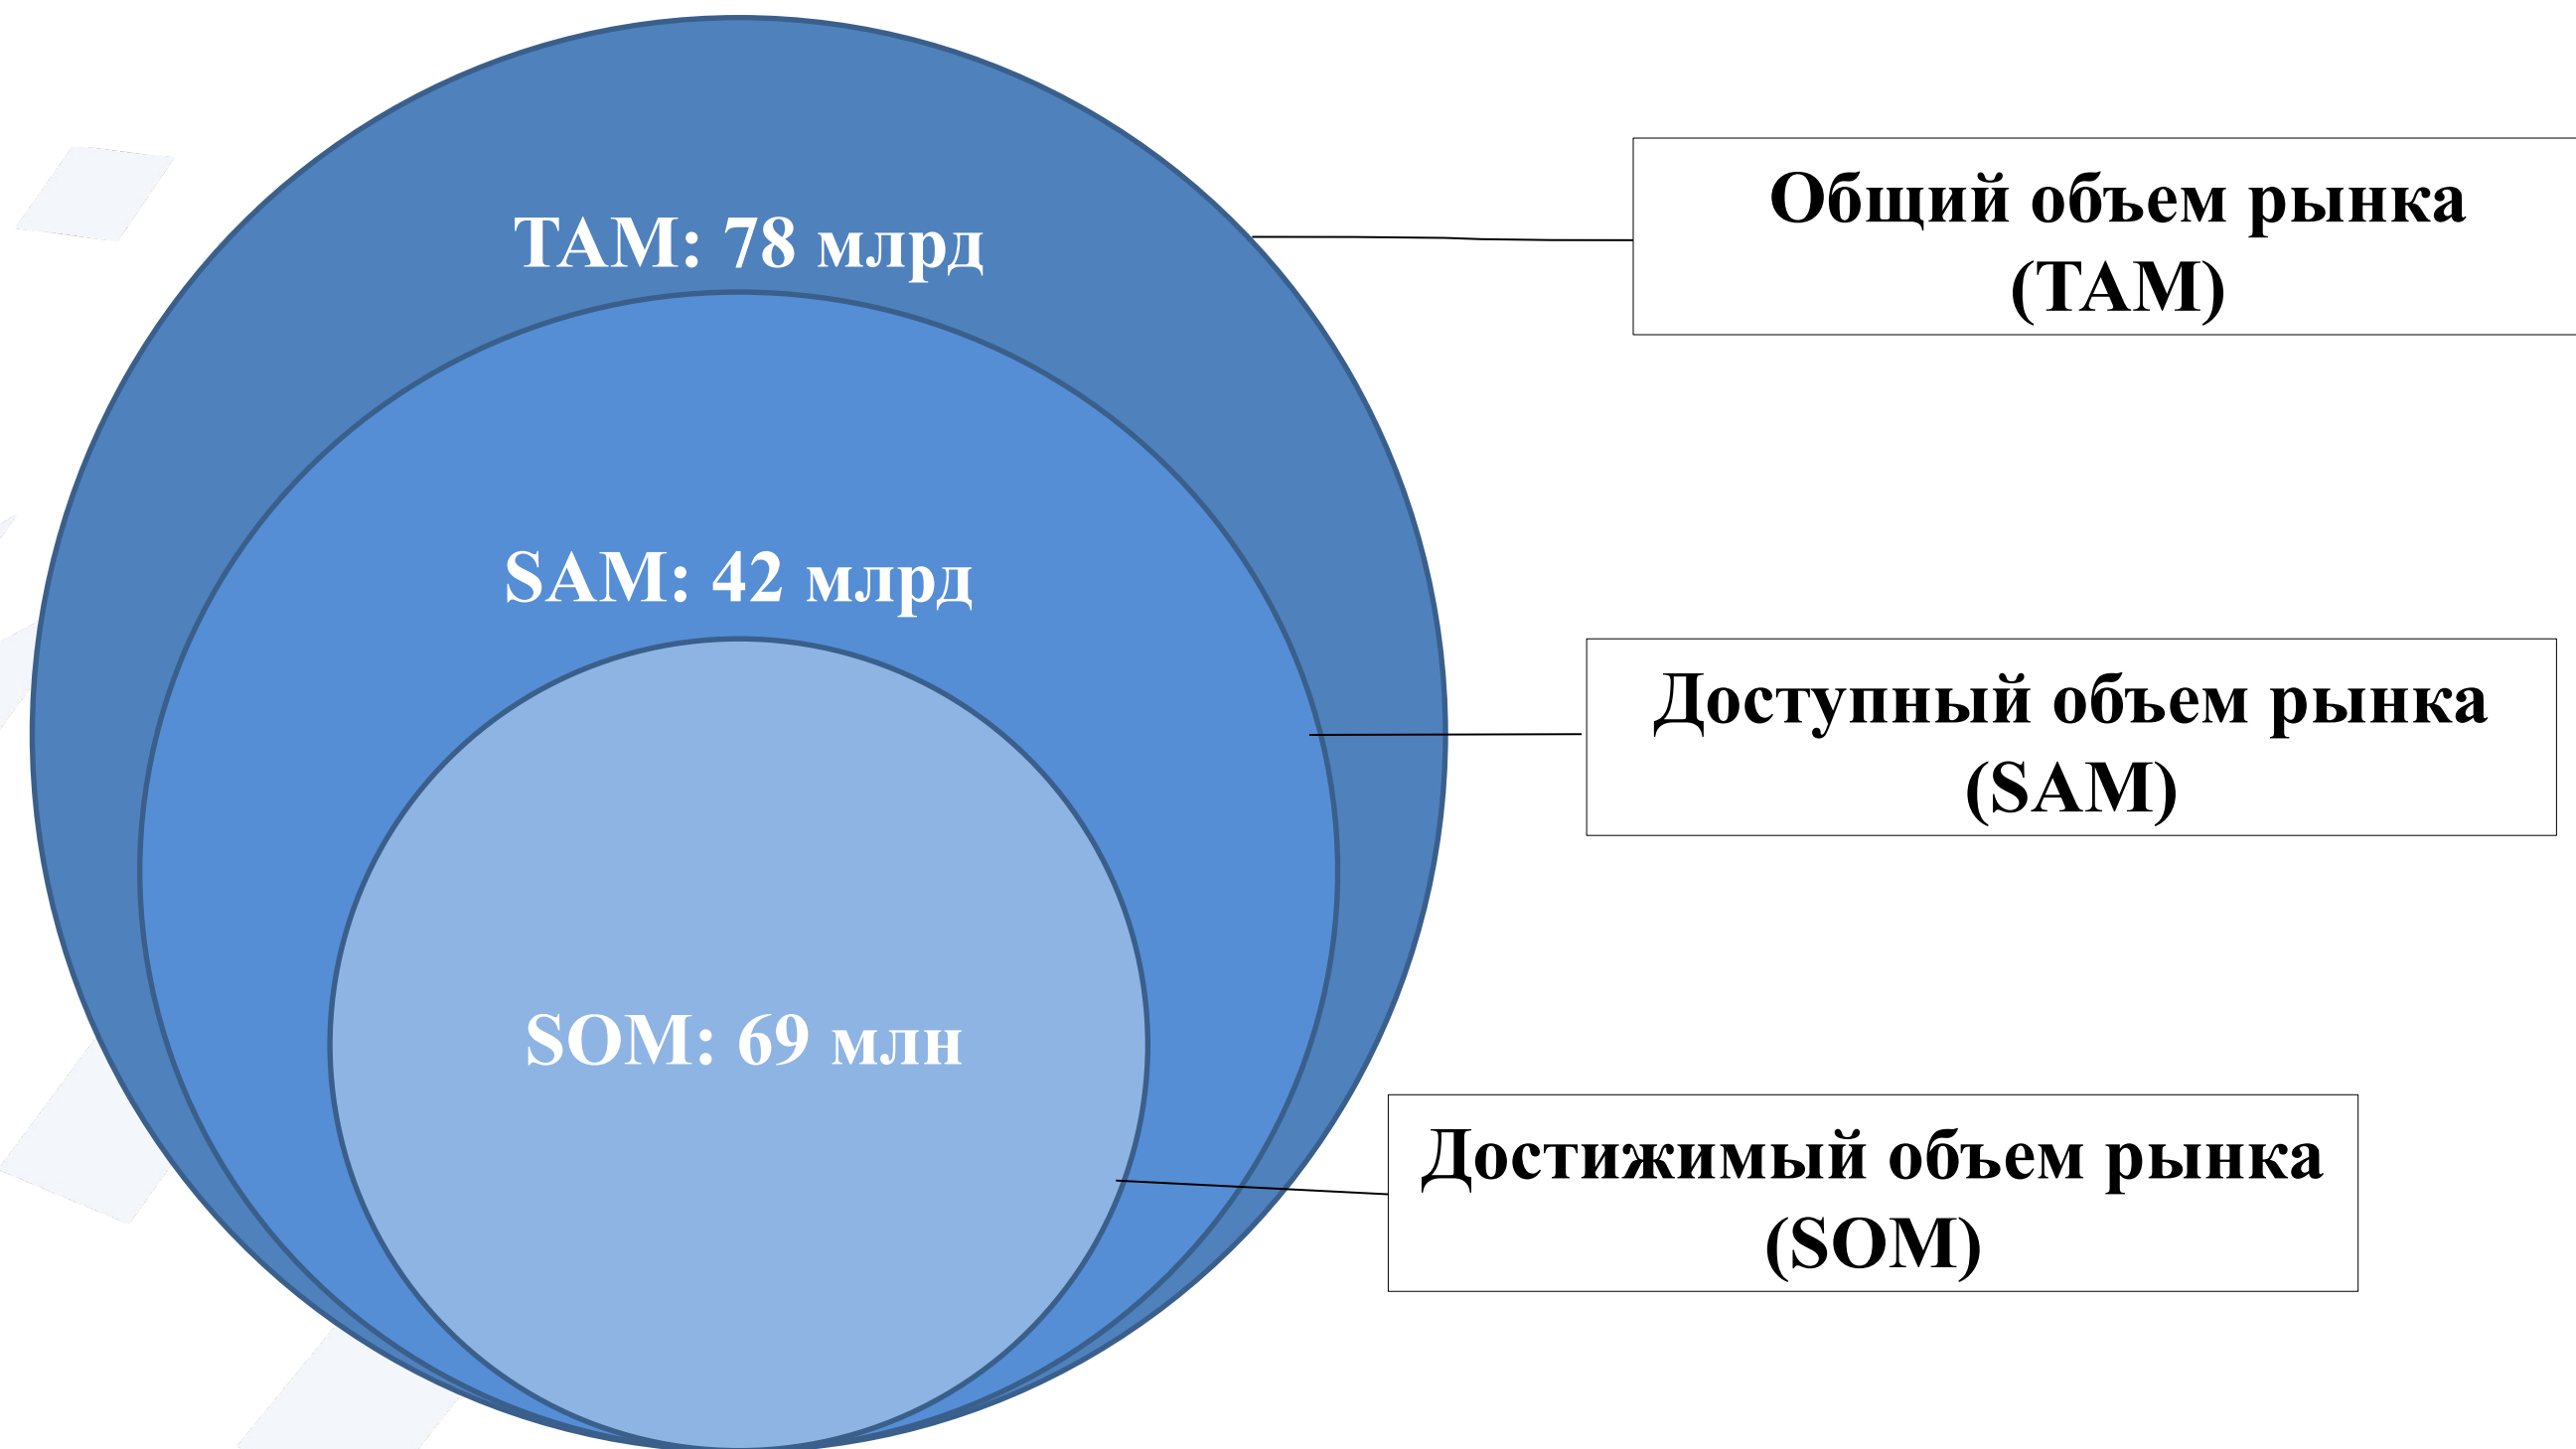 TAM: 78 млрд
Общий объем рынка
(TAM)
SAM: 42 млрд
Доступный объем рынка
(SAM)
SOM: 69 млн
Достижимый объем рынка
(SOM)